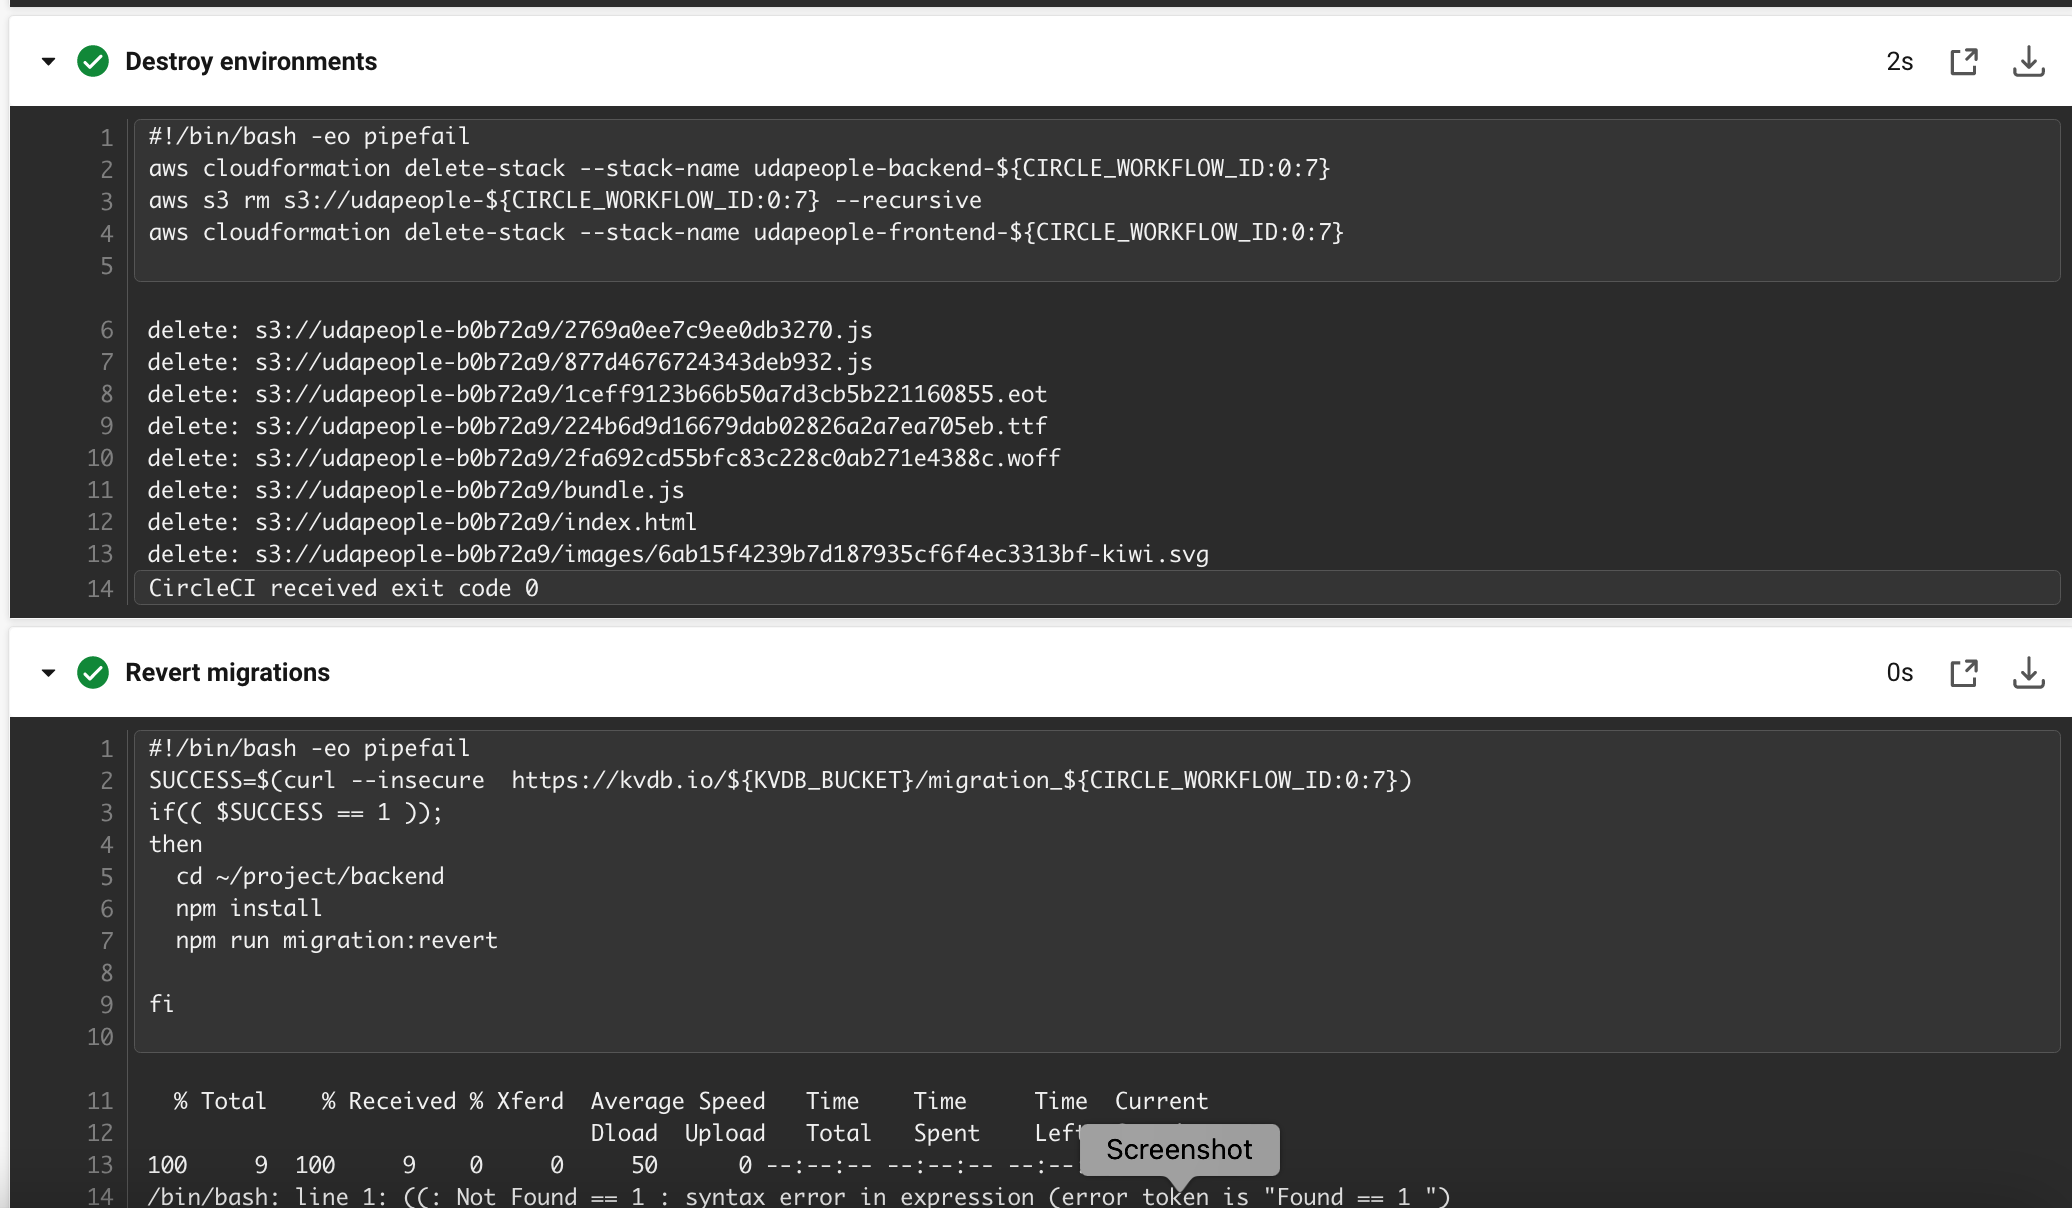 Destroy environments
2s
1 #!/bin/bash -eo pipefail
2 aws cloudformation delete-stack --stack-name udapeople-backend-${CIRCLE_WORKFLOW_ID:0:7}
3 aws s3 rm s3://udapeople-${CIRCLE_WORKFLOW_ID:0:7} --recursive
4 aws cloudformation delete-stack --stack-name udapeople-frontend-${CIRCLE_WORKFLOW_ID:0:7}
5
6 delete: s3://udapeople-b0b72a9/2769a0ee7c9ee0db3270.js
7 delete: s3://udapeople-b0b72a9/877d4676724343deb932.js
8 delete: s3://udapeople-b0b72a9/1ceff9123b66b50a7d3cb5b221160855.eot
9 delete: s3://udapeople-b0b72a9/224b6d9d16679dab02826a2a7ea705eb.ttf
10 delete: s3://udapeople-b0b72a9/2fa692cd55bfc83c228c0ab271e4388c.woff
11 delete: s3://udapeople-b0b72a9/bundle.js
12 delete: s3://udapeople-b0b72a9/index.html
13 delete: s3://udapeople-b0b72a9/images/6ab15f4239b7d187935cf6f4ec3313bf-kiwi.svg
14 CircleCI received exit code 0
Revert migrations
0s
1 #!/bin/bash -eo pipefail
2 SUCCESS=$(curl --insecure  https://kvdb.io/${KVDB_BUCKET}/migration_${CIRCLE_WORKFLOW_ID:0:7})
3 if(( $SUCCESS == 1 ));
4 then
5   cd ~/project/backend
6   npm install
7   npm run migration:revert
8
9 fi
10
11   % Total    % Received % Xferd  Average Speed   Time    Time     Time  Current
12                                  Dload  Upload   Total   Spent    Left
13 100     9  100     9    0     0     50      0 --:--:-- --:--:-- --:--
Screenshot
14 /bin/bash: line 1: ((: Not Found == 1 : syntax error in expression (error token is "Found == 1 ")